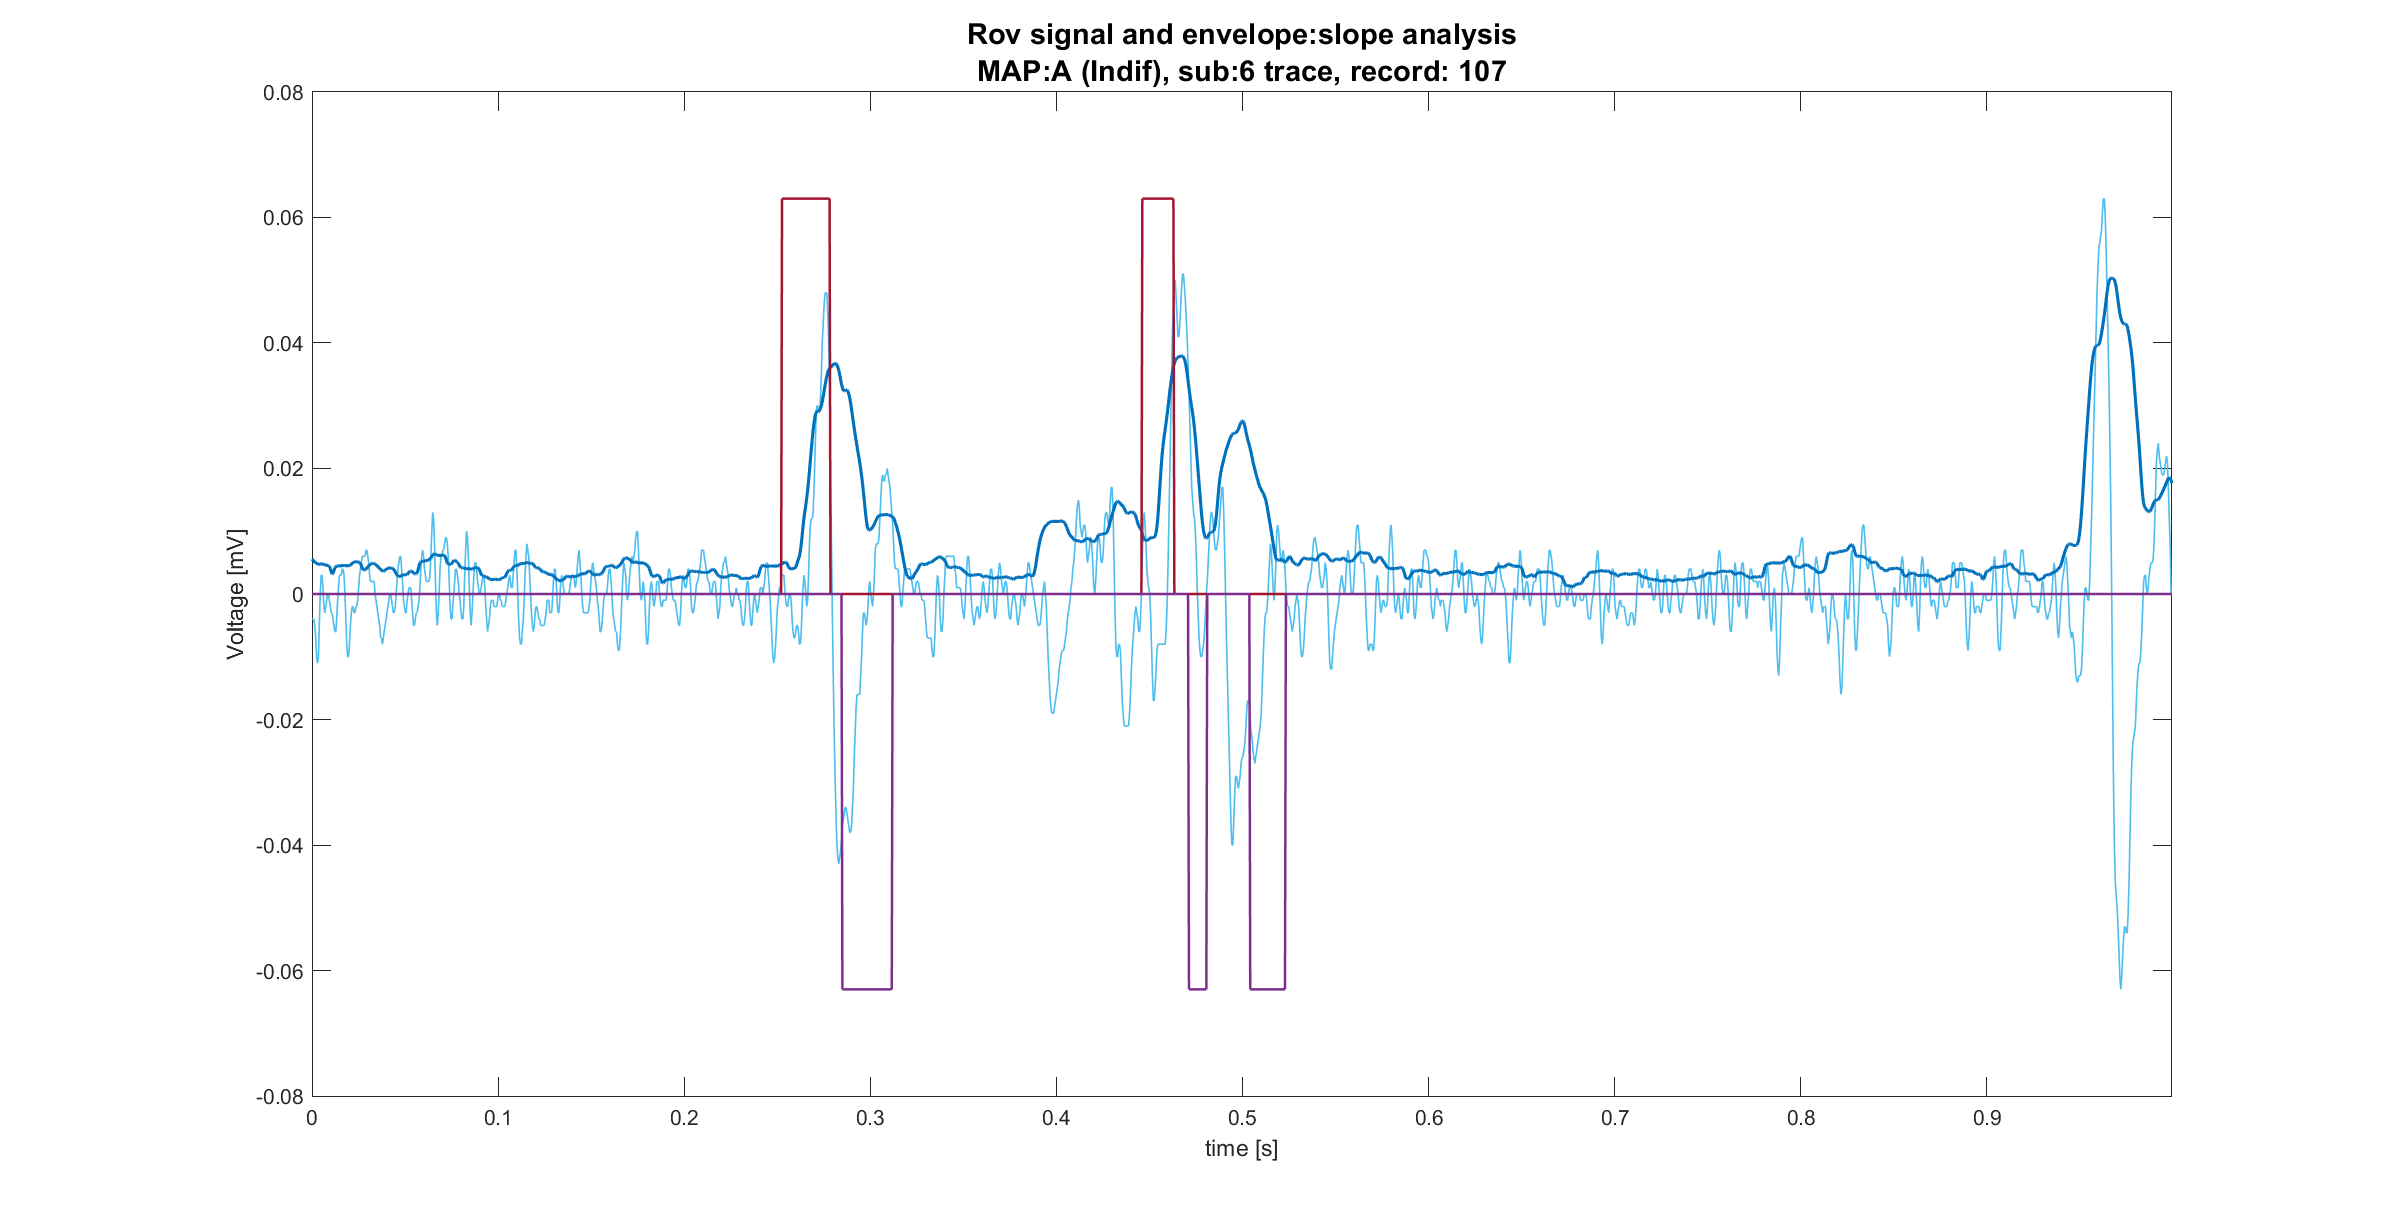 Rov signal and envelope:slope analysis
MAP:A (Indif), sub:6 trace, record: 107
0.08
0.06
0.04
0.02
0
-0.02
-0.04
-0.06
-0.08
Voltage [mV]
0 0.1 0.2 0.3 0.4 0.5 0.6 0.7 0.8 0.9
time [s]